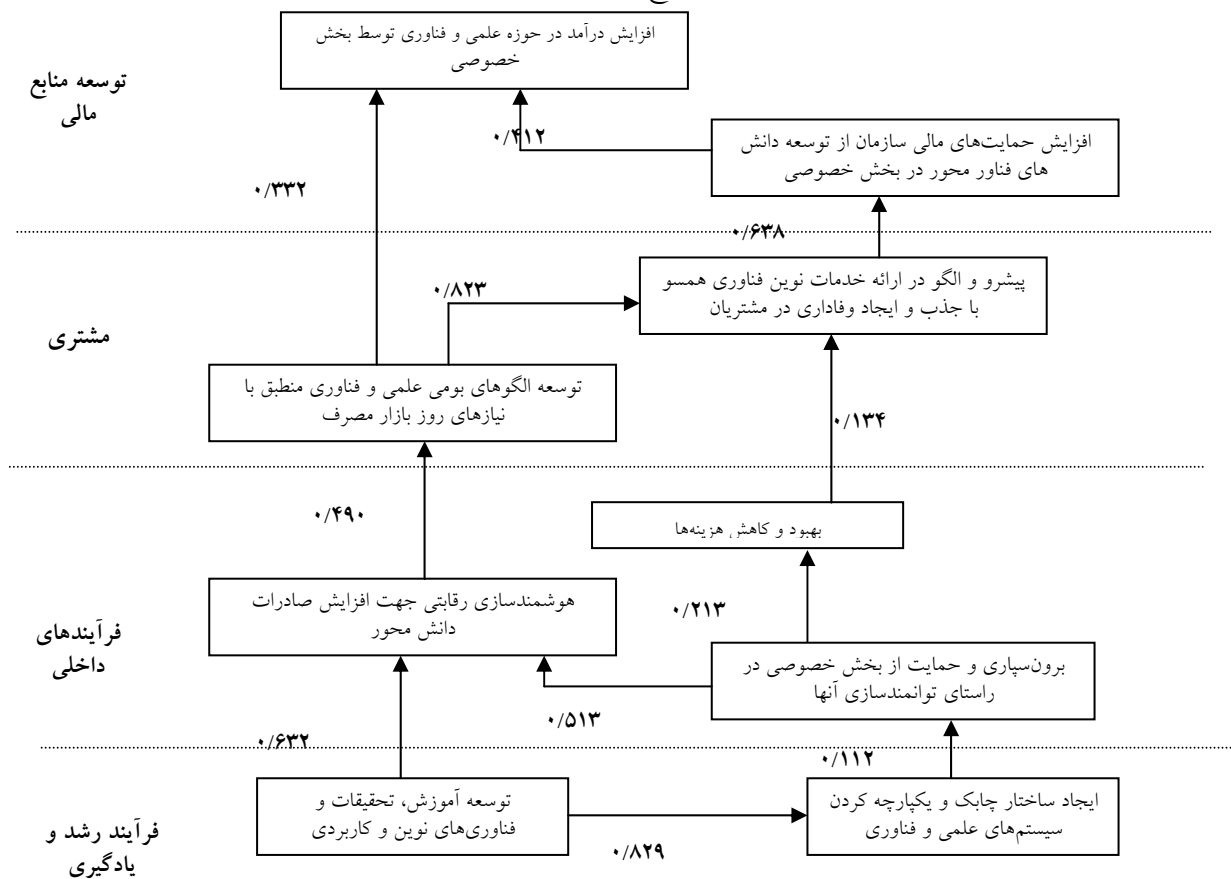 افزایش درآمد در حوزه علمی و فناوری توسط بخش
خصوصی
توسعه منابع
مالی
۰/۴۱۲
افزایش حمایت‌های مالی سازمان از توسعه دانش
های فناور محور در بخش خصوصی
۰/۳۳۲
۰/۶۳۸
پیشرو و الگو در ارائه خدمات نوین فناوری همسو
با جذب و ایجاد وفاداری در مشتریان
۰/۸۲۳
مشتری
توسعه الگوهای بومی علمی و فناوری منطبق با
نیازهای روز بازار مصرف
۰/۱۳۴
۰/۴۹۰
بهبود و کاهش هزینه‌ها
هوشمندسازی رقابتی جهت افزایش صادرات
دانش محور
۰/۲۱۳
فرآیندهای
داخلی
برون‌سپاری و حمایت از بخش خصوصی در
راستای توانمندسازی آنها
۰/۵۱۳
۰/۶۳۲
۰/۱۱۲
توسعه آموزش، تحقیقات و
فناوری‌های نوین و کاربردی
ایجاد ساختار چابک و یکپارچه کردن
سیستم‌های علمی و فناوری
۰/۸۲۹
فرآیند رشد و
یادگیری